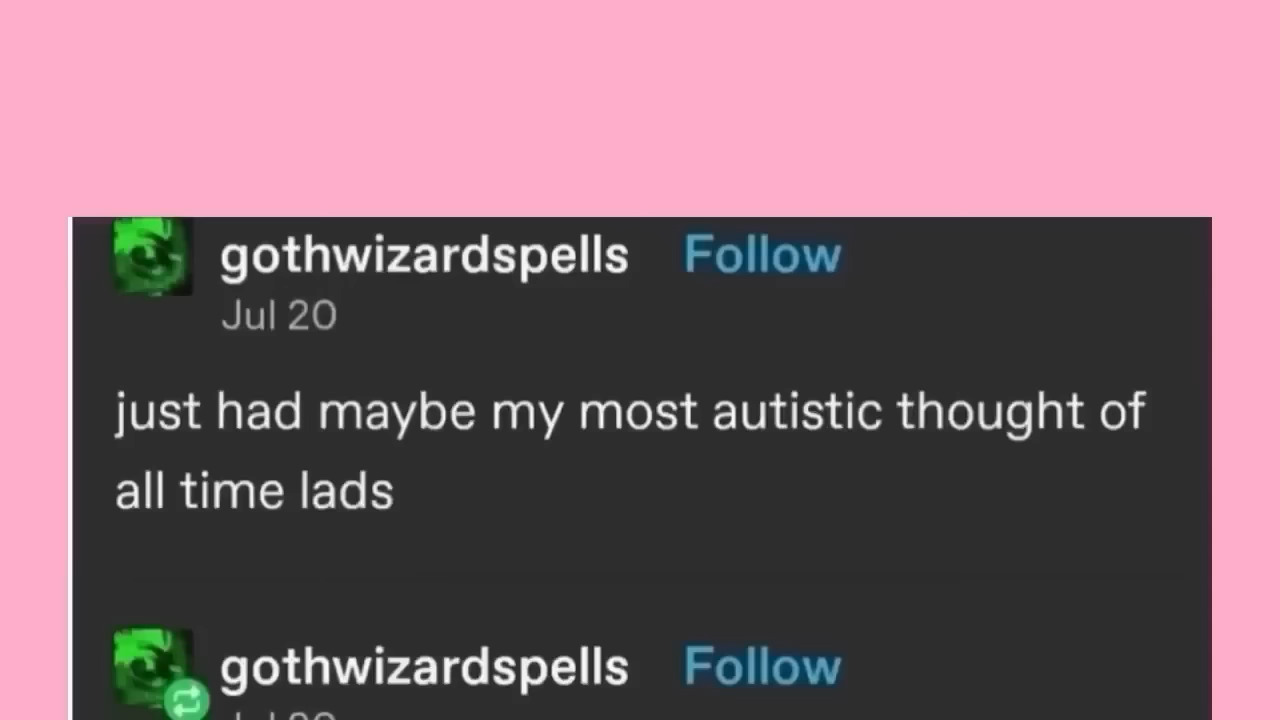 gothwizardspells Follow
Jul 20
just had maybe my most autistic thought of
all time lads
gothwizardspells Follow